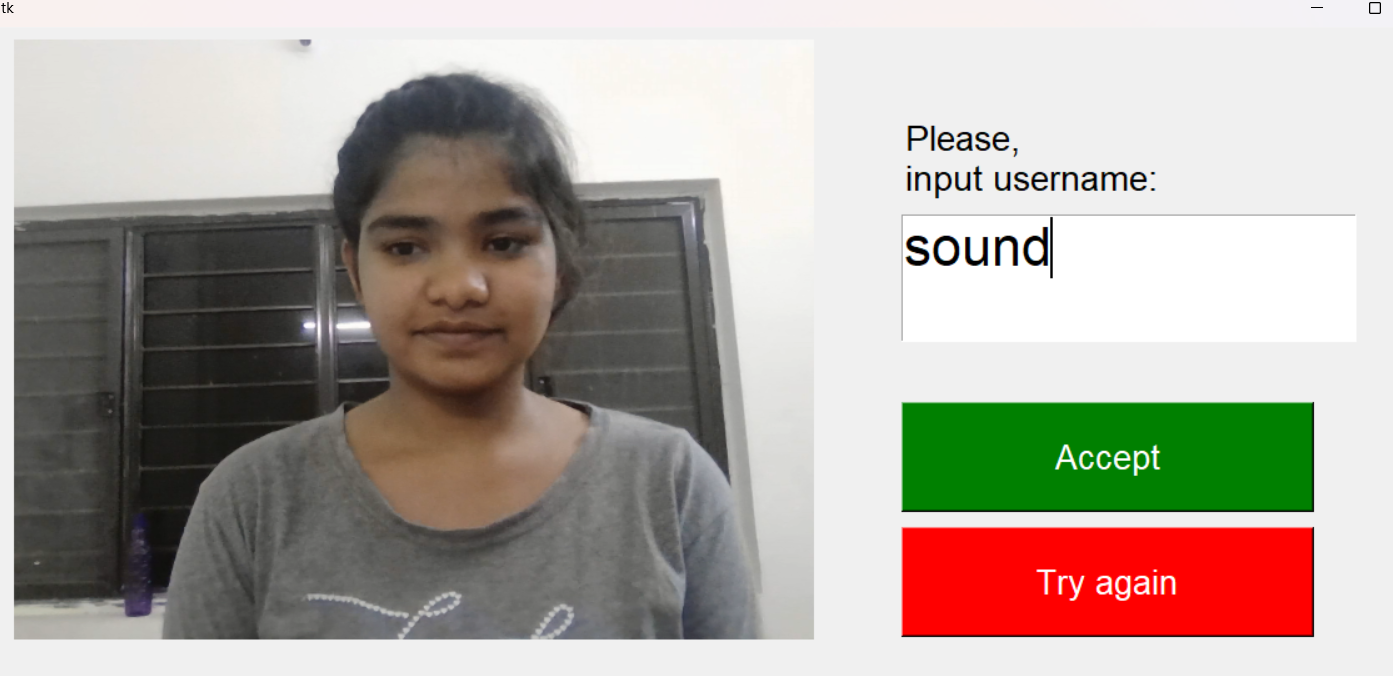 tk
Please,
input username:
sound
Accept
Try again